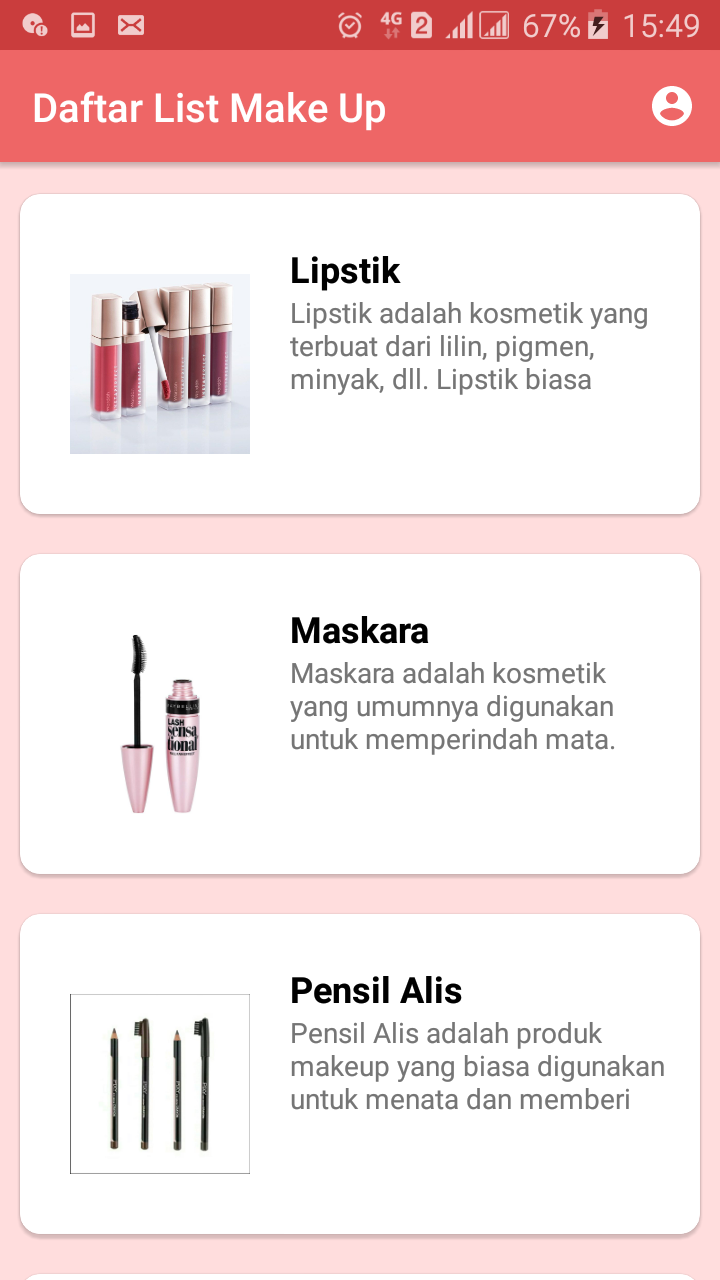 4G 2 67% 15:49
Daftar List Make Up
Lipstik
Lipstik adalah kosmetik yang
terbuat dari lilin, pigmen,
minyak, dll. Lipstik biasa
Maskara
Maskara adalah kosmetik
yang umumnya digunakan
untuk memperindah mata.
MAYBELLINE
LASH
sensa
tional
Pensil Alis
Pensil Alis adalah produk
makeup yang biasa digunakan
untuk menata dan memberi